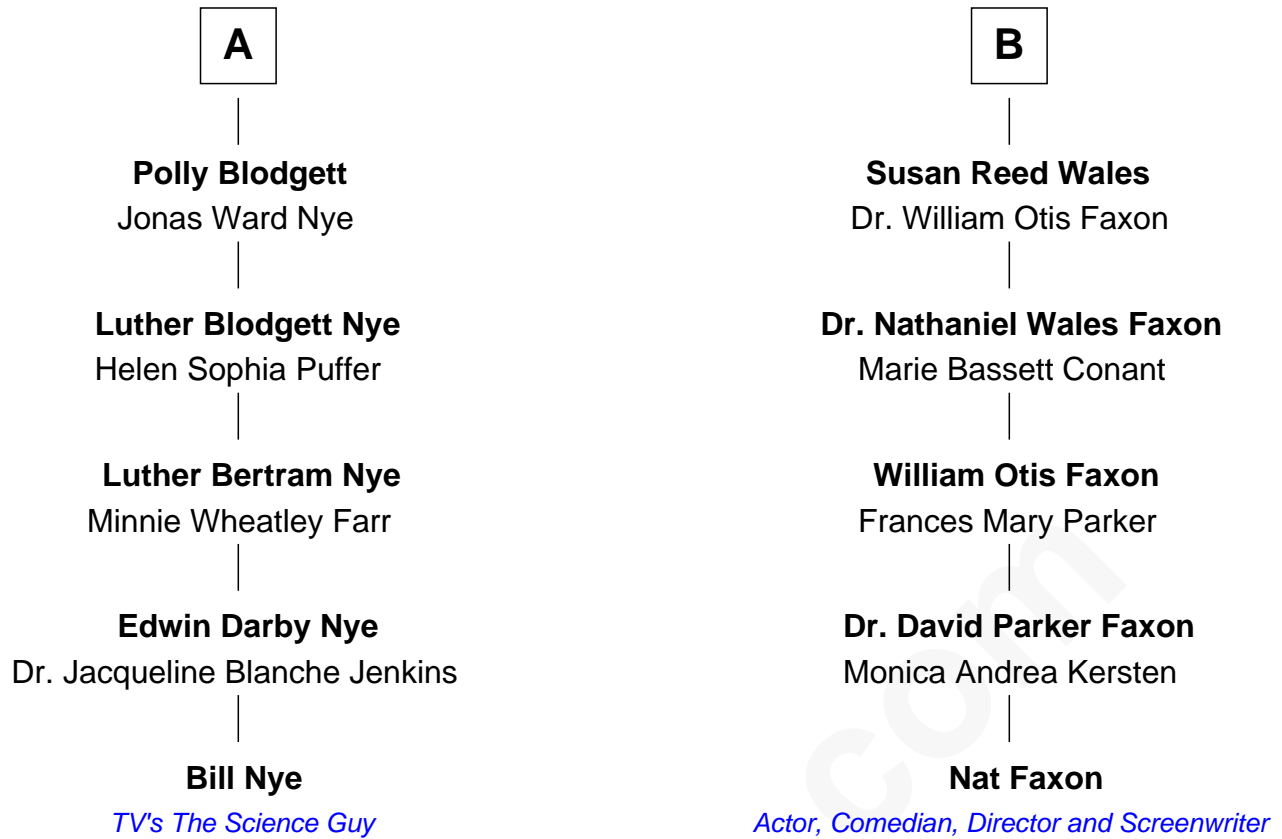 A
Polly Blodgett
Jonas Ward Nye
Luther Blodgett Nye
Helen Sophia Puffer
Luther Bertram Nye
Minnie Wheatley Farr
Edwin Darby Nye
Dr. Jacqueline Blanche Jenkins
Bill Nye
TV's The Science Guy
B
Susan Reed Wales
Dr. William Otis Faxon
Dr. Nathaniel Wales Faxon
Marie Bassett Conant
William Otis Faxon
Frances Mary Parker
Dr. David Parker Faxon
Monica Andrea Kersten
Nat Faxon
Actor, Comedian, Director and Screenwriter
com